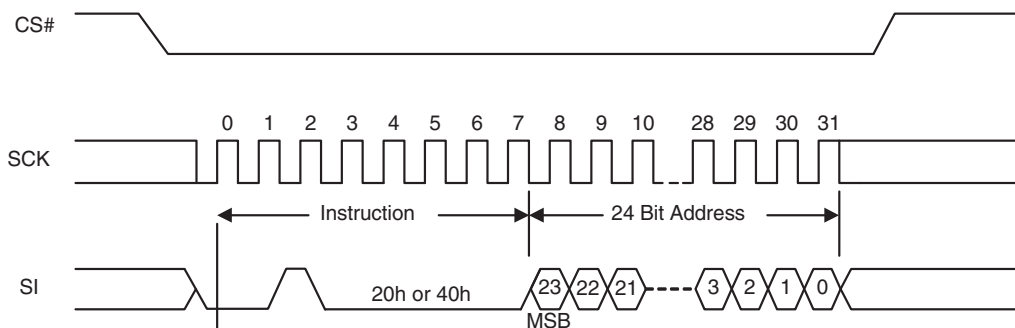 CS#
0 1 2 3 4 5 6 7 8 9 10 28 29 30 31
SCK
Instruction 24 Bit Address
SI 20h or 40h 23 22 21 3 2 1 0
MSB